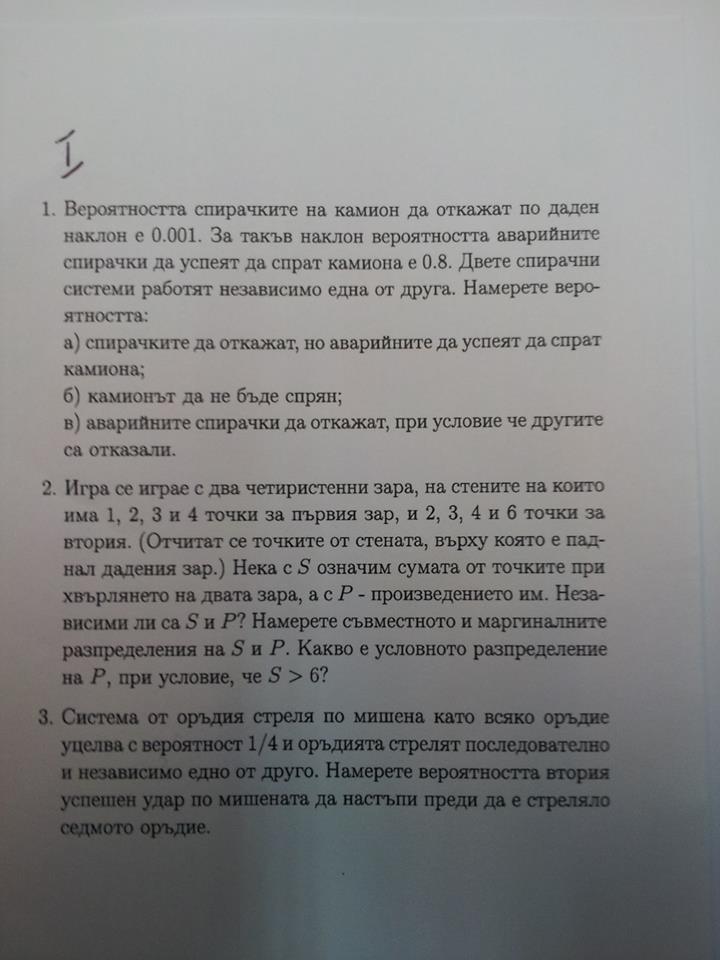 I
1. Вероятността спирачките на камион да откажат по даден
наклон е 0.001. За такъв наклон вероятността аварийните
спирачки да успеят да спрат камиона е 0.8. Двете спирачни
системи работят независимо една от друга. Намерете веро-
ятността:
а) спирачките да откажат, но аварийните да успеят да спрат
камиона;
б) камионът да не бъде спрян;
в) аварийните спирачки да откажат, при условие че другите
са отказали.
2. Игра се играе с два четиристенни зара, на стените на които
има 1, 2, 3 и 4 точки за първия зар, и 2, 3, 4 и 6 точки за
втория. (Отчитат се точките от стената, върху която е пад-
нал дадения зар.) Нека с S означим сумата от точките при
хвърлянето на двата зара, а с P - произведението им. Неза-
висими ли са S и P? Намерете съвместното и маргиналните
разпределения на S и P. Какво е условното разпределение
на P, при условие, че S > 6?
3. Система от оръдия стреля по мишена като всяко оръдие
уцелва с вероятност 1/4 и оръдията стрелят последователно
и независимо едно от друго. Намерете вероятността втория
успешен удар по мишената да настъпи преди да е стреляло
седмото оръдие.